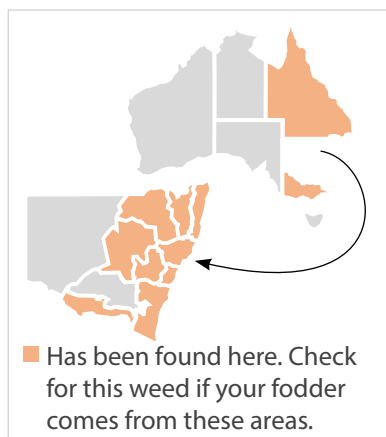 Has been found here. Check
for this weed if your fodder
comes from these areas.